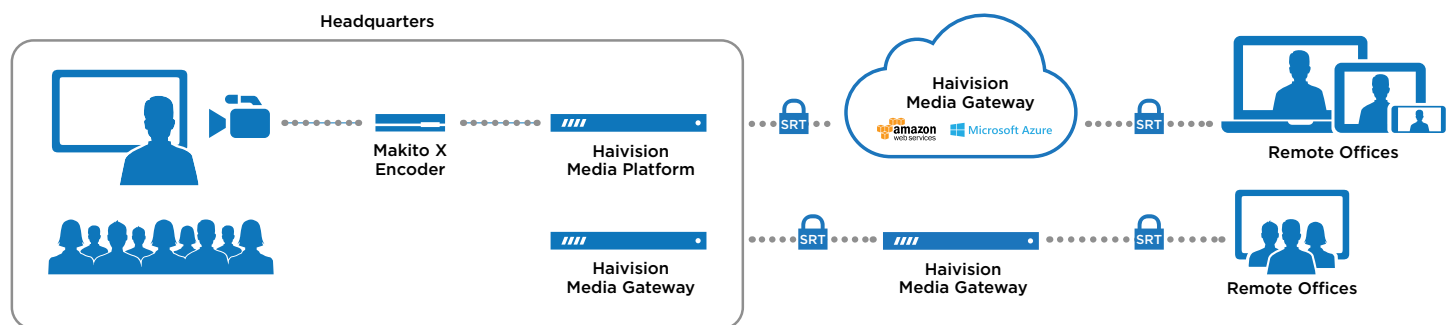 Headquarters
Makito X
Encoder
Haivision
Media Platform
SRT
Haivision
Media Gateway
amazon
web services
Microsoft Azure
SRT
Remote Offices
Haivision
Media Gateway
SRT
Haivision
Media Gateway
SRT
Remote Offices